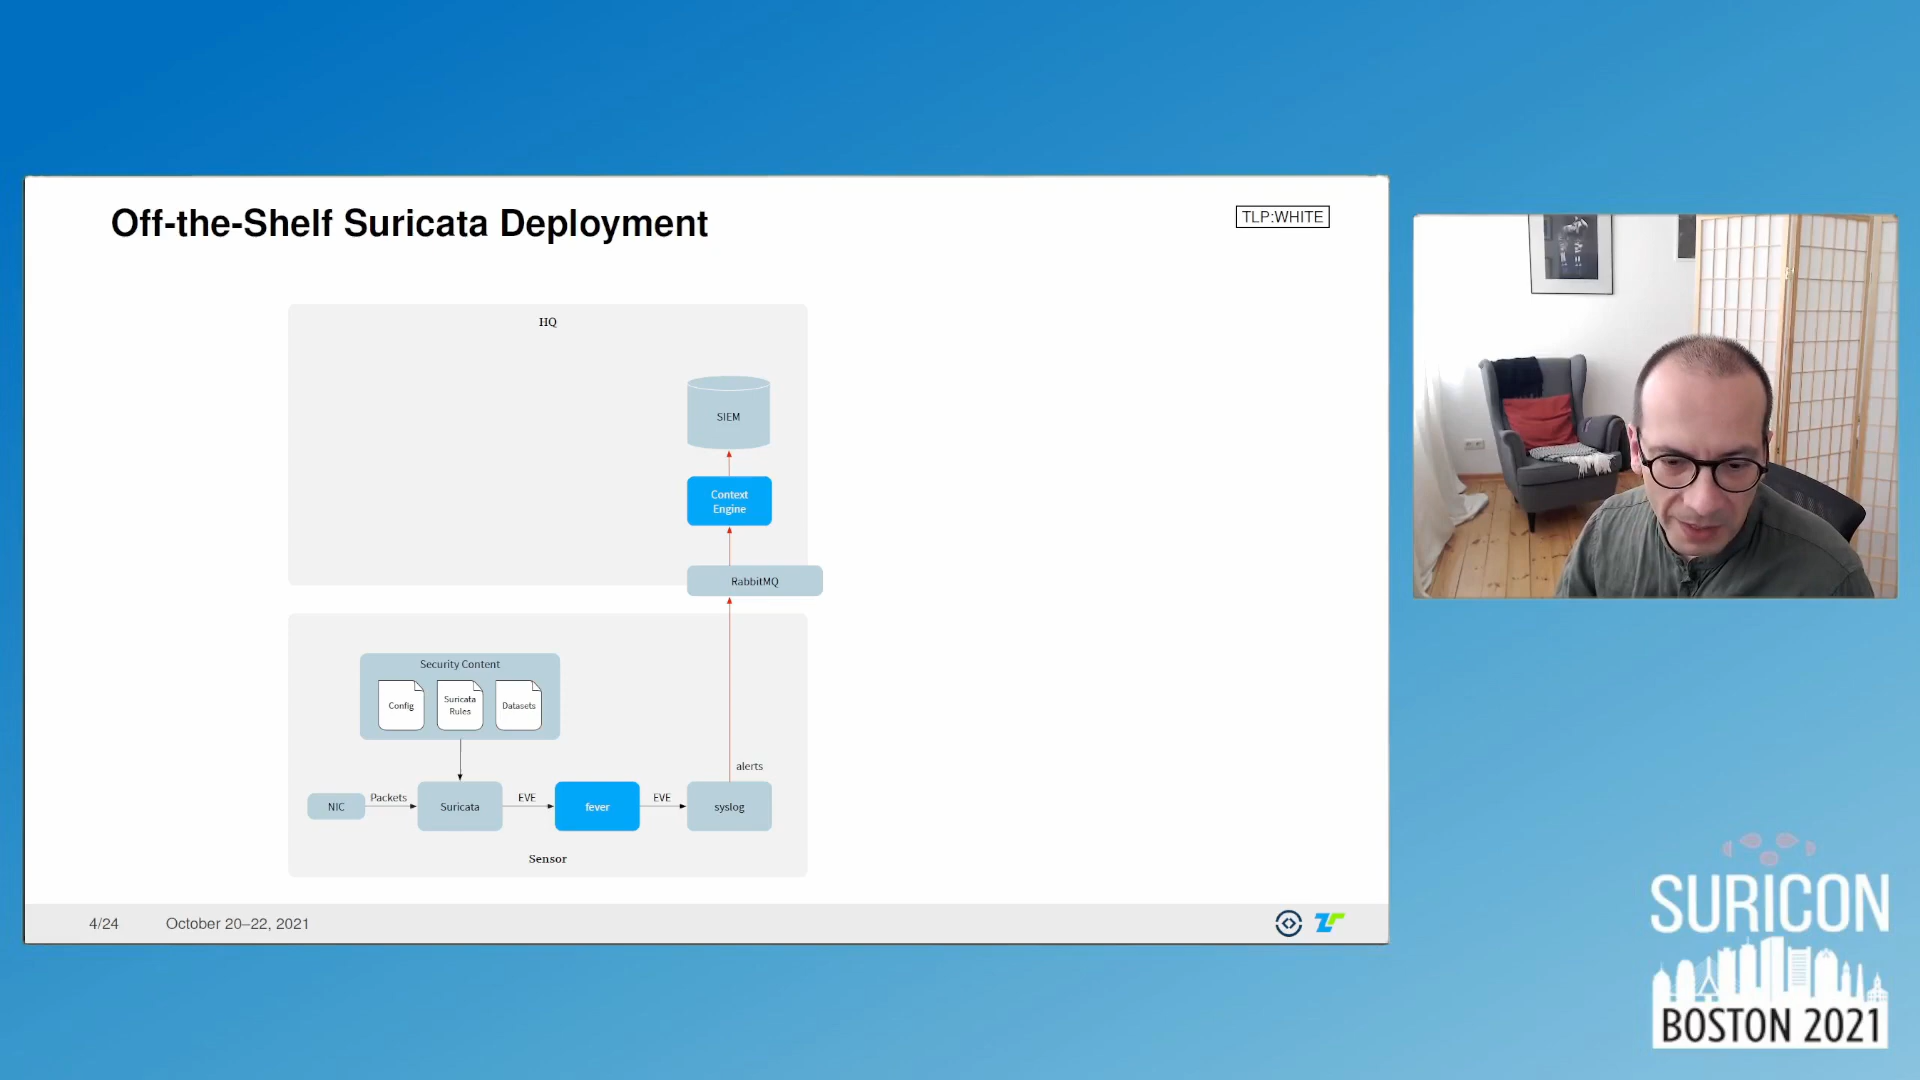 Off-the-Shelf Suricata Deployment
TLP:WHITE
HQ
SIEM
Context
Engine
RabbitMQ
Security Content
Config
Suricata
Rules
Datasets
alerts
NIC
Packets
Suricata
EVE
fever
EVE
syslog
Sensor
4/24
October 20–22, 2021
SURICON
BOSTON 2021